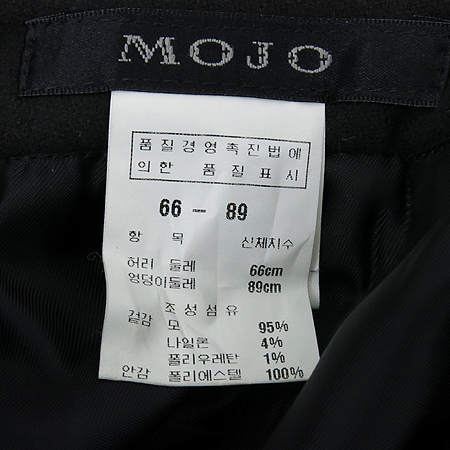 MOJO
품질경영촉진법에
의한 품질표시
66 — 89
항 목 신체치수
허리 둘레 66cm
엉덩이둘레 89cm
조성섬유
겉감 모 95%
나일론 4%
폴리우레탄 1%
안감 폴리에스텔 100%